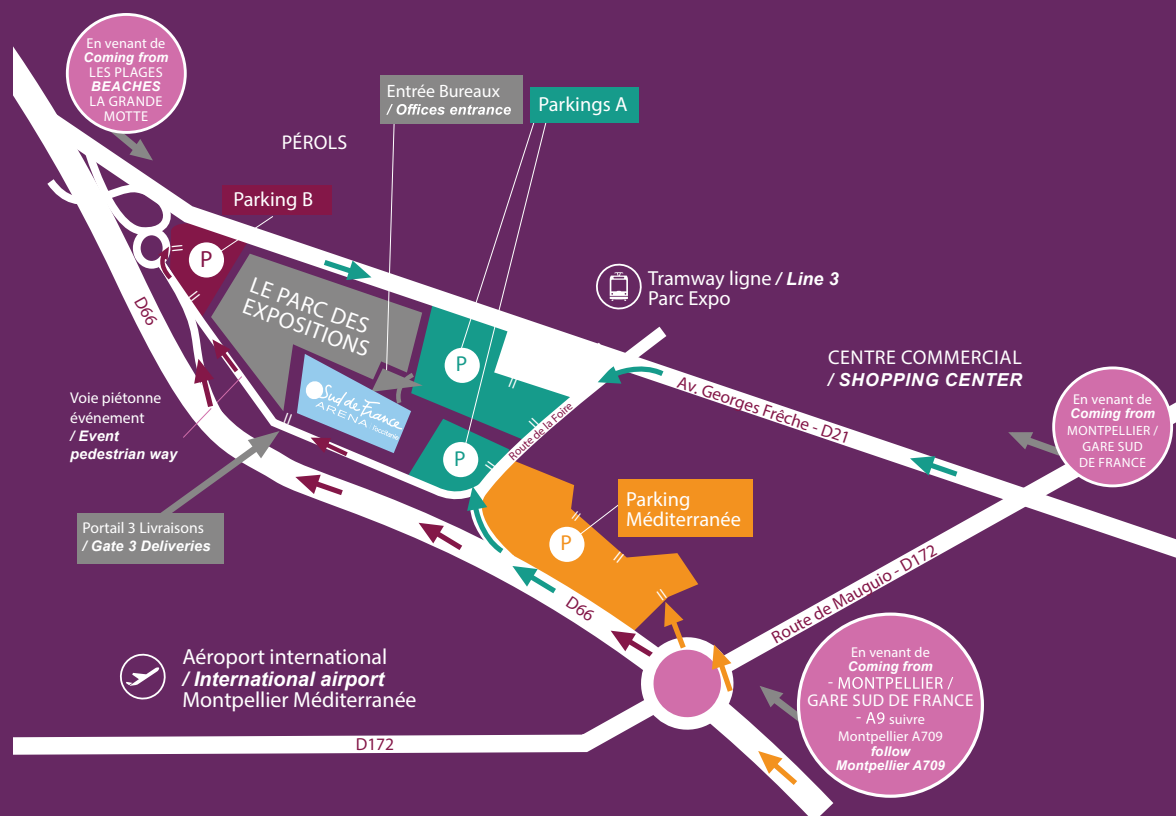 En venant de
Coming from
LES PLAGES
BEACHES
LA GRANDE
MOTTE
Entrée Bureaux
/ Offices entrance
Parkings A
PÉROLS
Parking B
P
LE PARC DES
EXPOSITIONS
D66
Tramway ligne / Line 3
Parc Expo
P
Sud de France
ARENA
P
Route de la Foire
Av. Georges Frêche - D21
CENTRE COMMERCIAL
/ SHOPPING CENTER
En venant de
Coming from
MONTPELLIER /
GARE SUD
DE FRANCE
Voie piétonne
événement
/ Event
pedestrian way
Portail 3 Livraisons
/ Gate 3 Deliveries
Parking
Méditerranée
P
D66
Route de Mauguio - D172
Aéroport international
/ International airport
Montpellier Méditerranée
D172
En venant de
Coming from
- MONTPELLIER /
GARE SUD DE FRANCE
- A9 suivre
Montpellier A709
follow
Montpellier A709